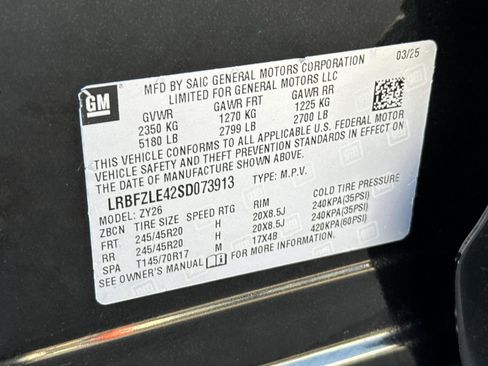 GM
MFD BY SAIC GENERAL MOTORS CORPORATION 03/25
LIMITED FOR GENERAL MOTORS LLC
GVWR GAWR FRT GAWR RR
2350 KG 1270 KG 1225 KG
5180 LB 2799 LB 2700 LB
THIS VEHICLE CONFORMS TO ALL APPLICABLE U.S. FEDERAL MOTOR
VEHICLE SAFETY AND THEFT PREVENTION STANDARDS IN EFFECT ON
THE DATE OF MANUFACTURE SHOWN ABOVE.
LRBFZLE42SD073913 TYPE: M.P.V.
MODEL: ZY26
ZBCN TIRE SIZE SPEED RTG RIM COLD TIRE PRESSURE
FRT 245/45R20 H 20X8.5J 240KPA(35PSI)
RR 245/45R20 H 20X8.5J 240KPA(35PSI)
SPA T145/70R17 M 17X4B 420KPA(60PSI)
SEE OWNER'S MANUAL FOR MORE INFORMATION.